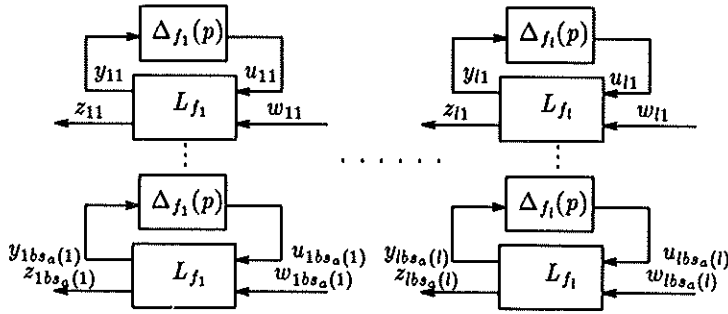 Δ_{f_1}(p) Δ_{f_l}(p)
y_{11} u_{11} y_{l1} u_{l1}
L_{f_1} L_{f_l}
z_{11} w_{11} z_{l1} w_{l1}
. . . . . .
Δ_{f_1}(p) Δ_{f_l}(p)
y_{1bs_a(1)} u_{1bs_a(1)} y_{lbs_a(l)} u_{lbs_a(l)}
L_{f_1} L_{f_l}
z_{1bs_a(1)} w_{1bs_a(1)} z_{lbs_a(l)} w_{lbs_a(l)}